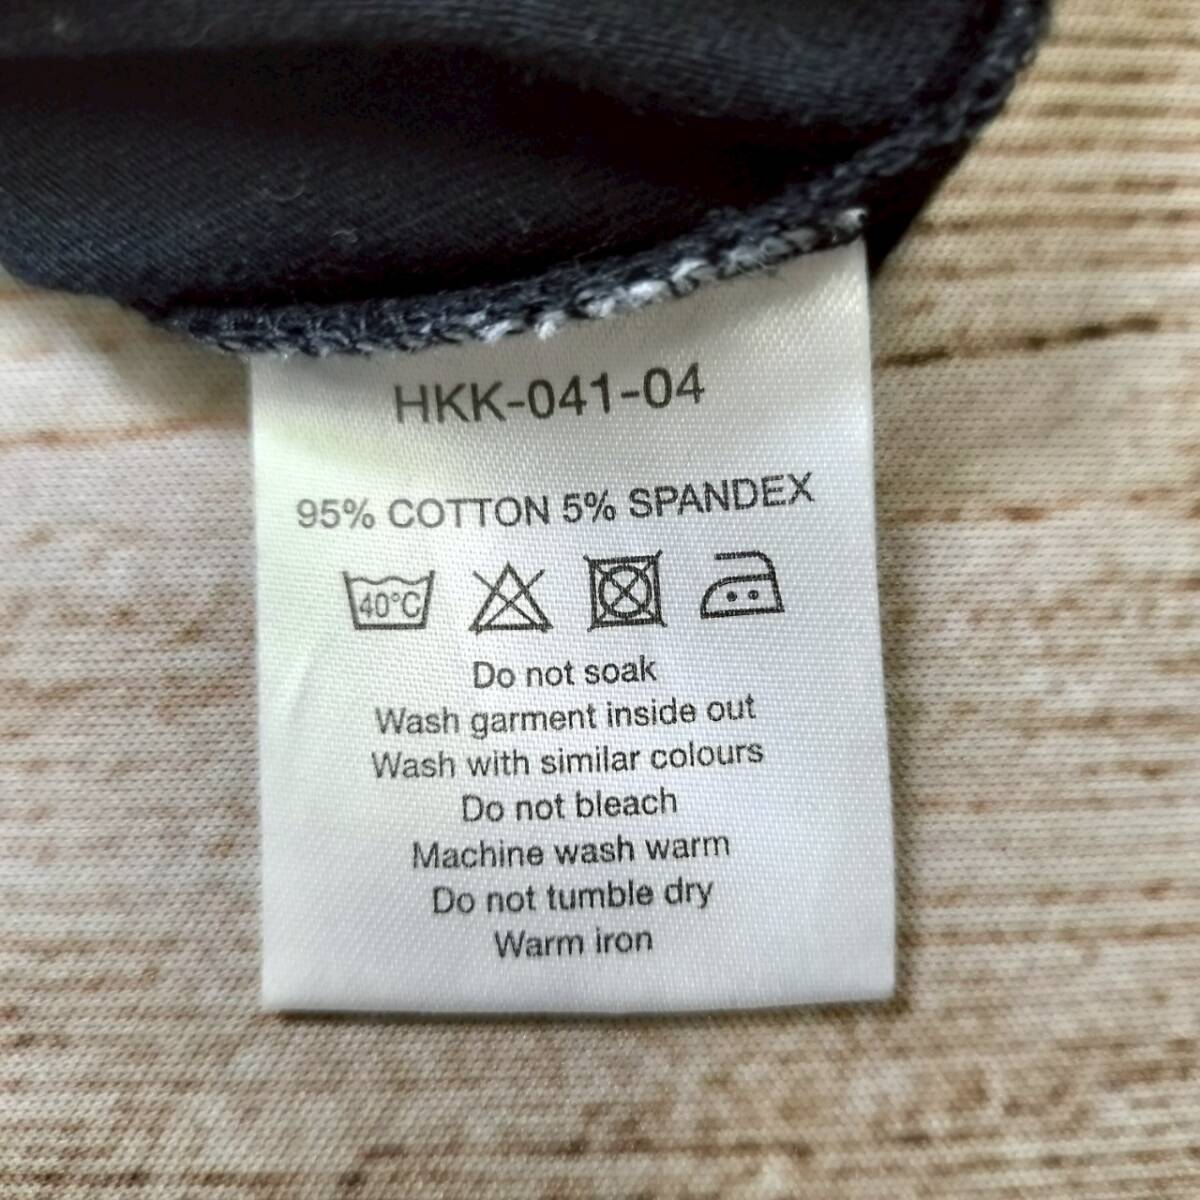 HKK-041-04
95% COTTON 5% SPANDEX
40°C
Do not soak
Wash garment inside out
Wash with similar colours
Do not bleach
Machine wash warm
Do not tumble dry
Warm iron